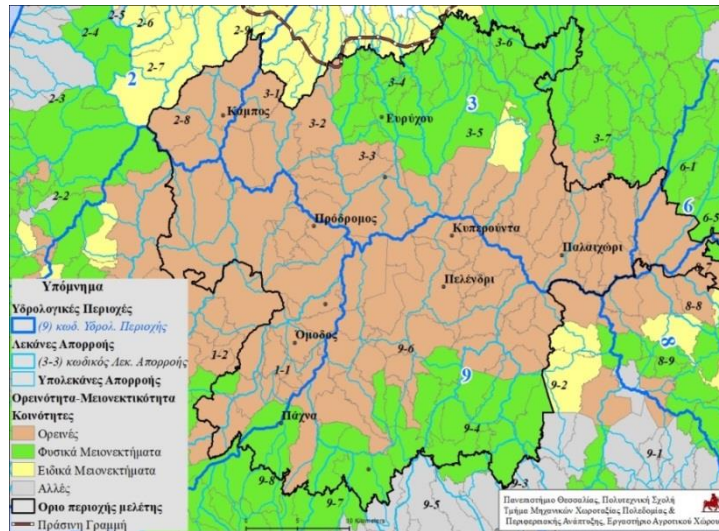 2-5
2-6
2-9
2-4
2-7
3-6
2
3-4
2-3
3-1
3
2-8
Κάμπος
3-2
Ευρύχου
3-5
3-7
3-3
6-1
2-2
6
6-5
Πρόδρομος
Κυπερούντα
Παλαιχώρι
Πελένδρι
8-8
Υπόμνημα
Υδρολογικές Περιοχές
(9) κωδ. Υδρολ. Περιοχής
Λεκάνες Απορροής
(3-3) κωδικός Λεκ. Απορροής
Υπολεκάνες Απορροής
Ορεινότητα-Μειονεκτικότητα
Κοινότητες
Ορεινές
Φυσικά Μειονεκτήματα
Ειδικά Μειονεκτήματα
Αλλές
Όριο περιοχής μελέτης
Πράσινη Γραμμή
Όμοδος
1-2
1-1
9-6
8
8-9
9
9-2
Πάχνα
9-4
9-1
9-8
9-7
9-5
9-3
Πανεπιστήμιο Θεσσαλίας, Πολυτεχνική Σχολή
Τμήμα Μηχανικών Χωροταξίας Πολεοδομίας &
Περιφερειακής Ανάπτυξης, Εργαστήριο Αγροτικού Χώρου